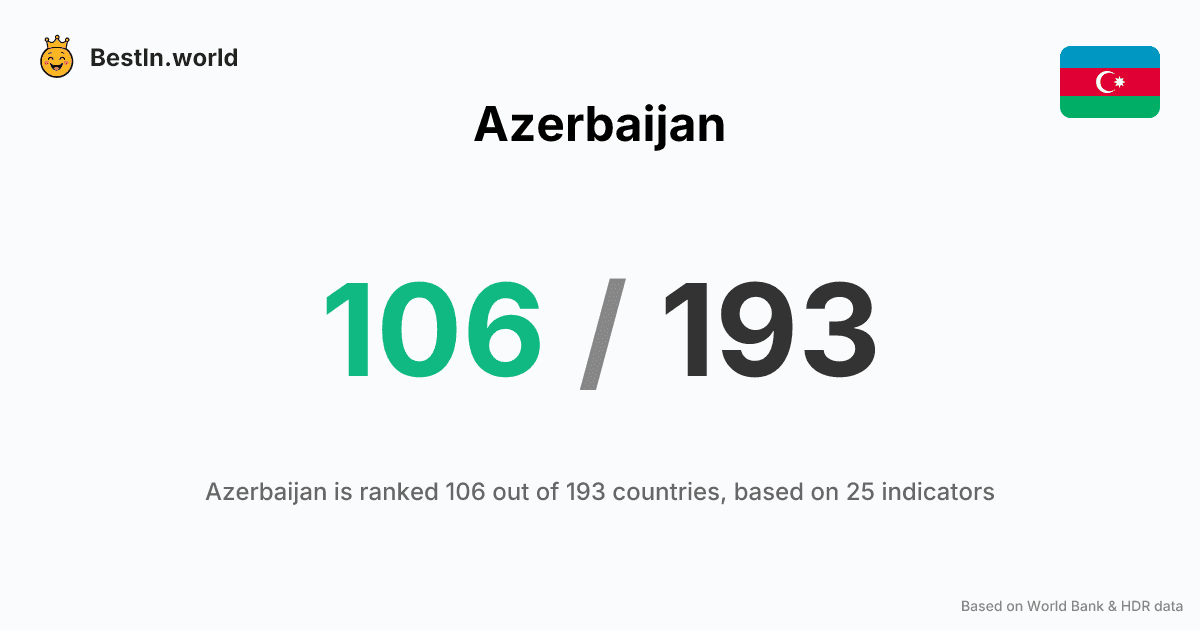 BestIn.world
Azerbaijan
106 / 193
Azerbaijan is ranked 106 out of 193 countries, based on 25 indicators
Based on World Bank & HDR data